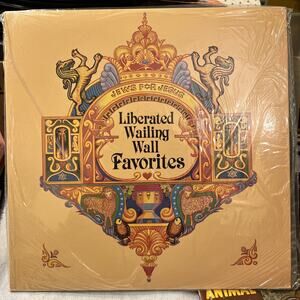 JEWS FOR JESUS
Liberated
Wailing
Wall
Favorites
ANIMAL